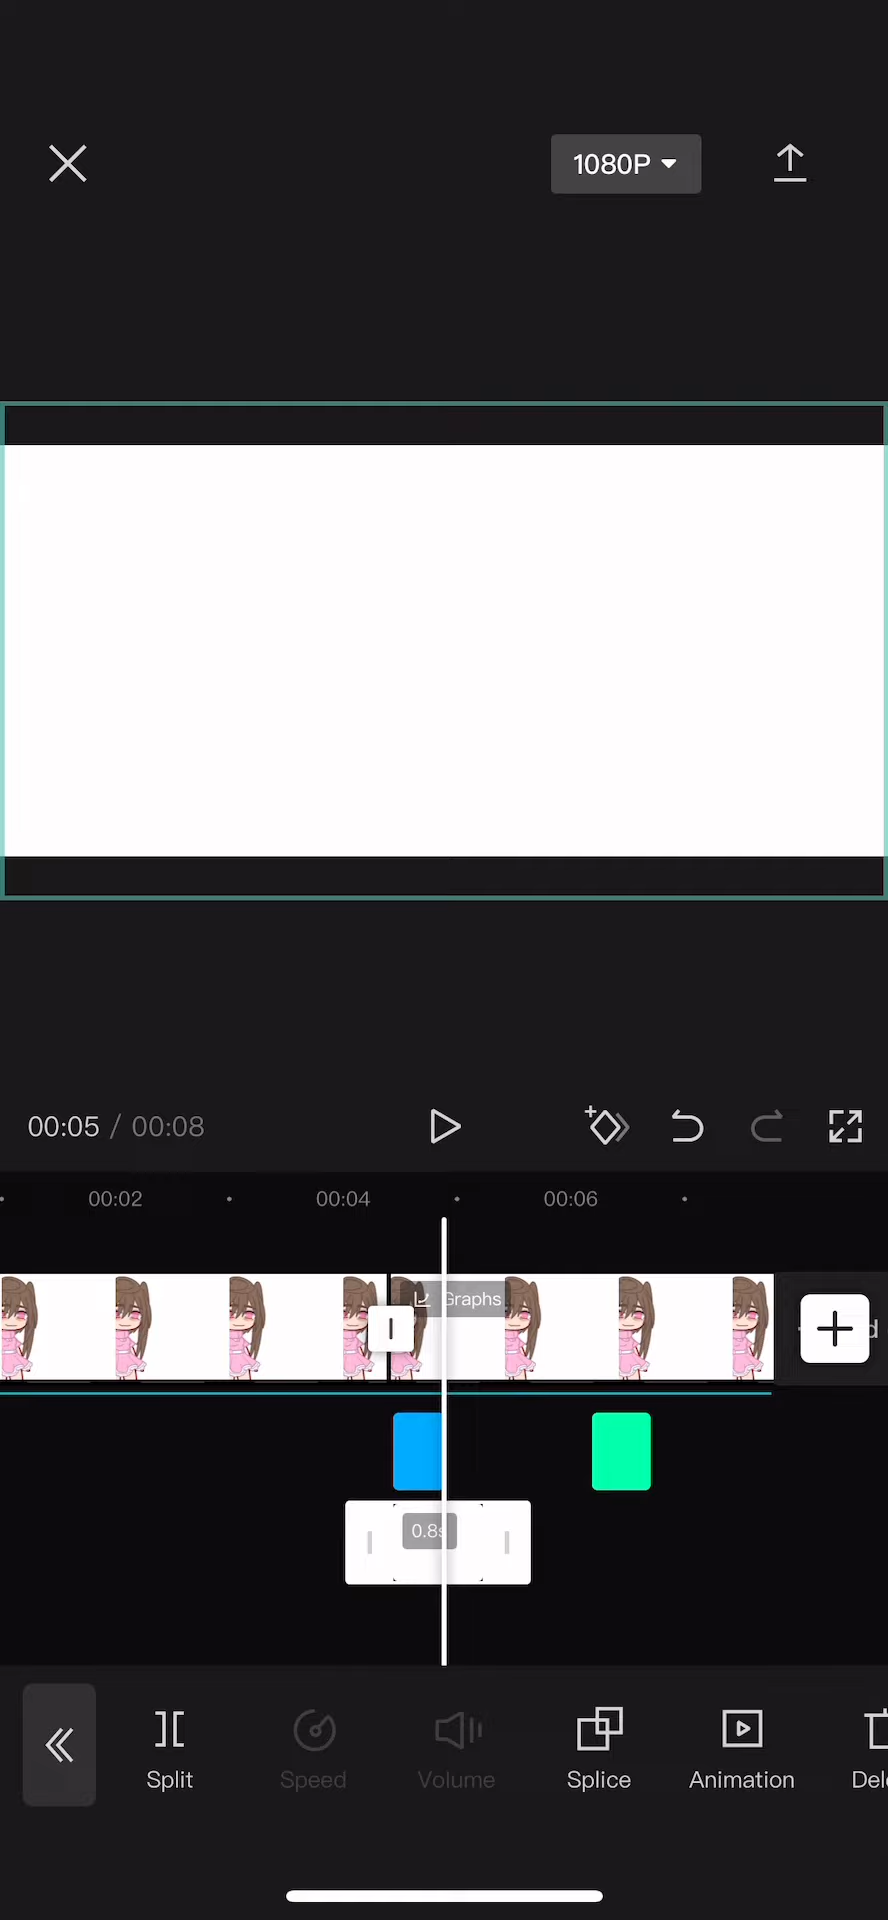 1080P
00:05 / 00:08
00:02 00:04 00:06
Graphs
0.8s
Split Speed Volume Splice Animation Dele